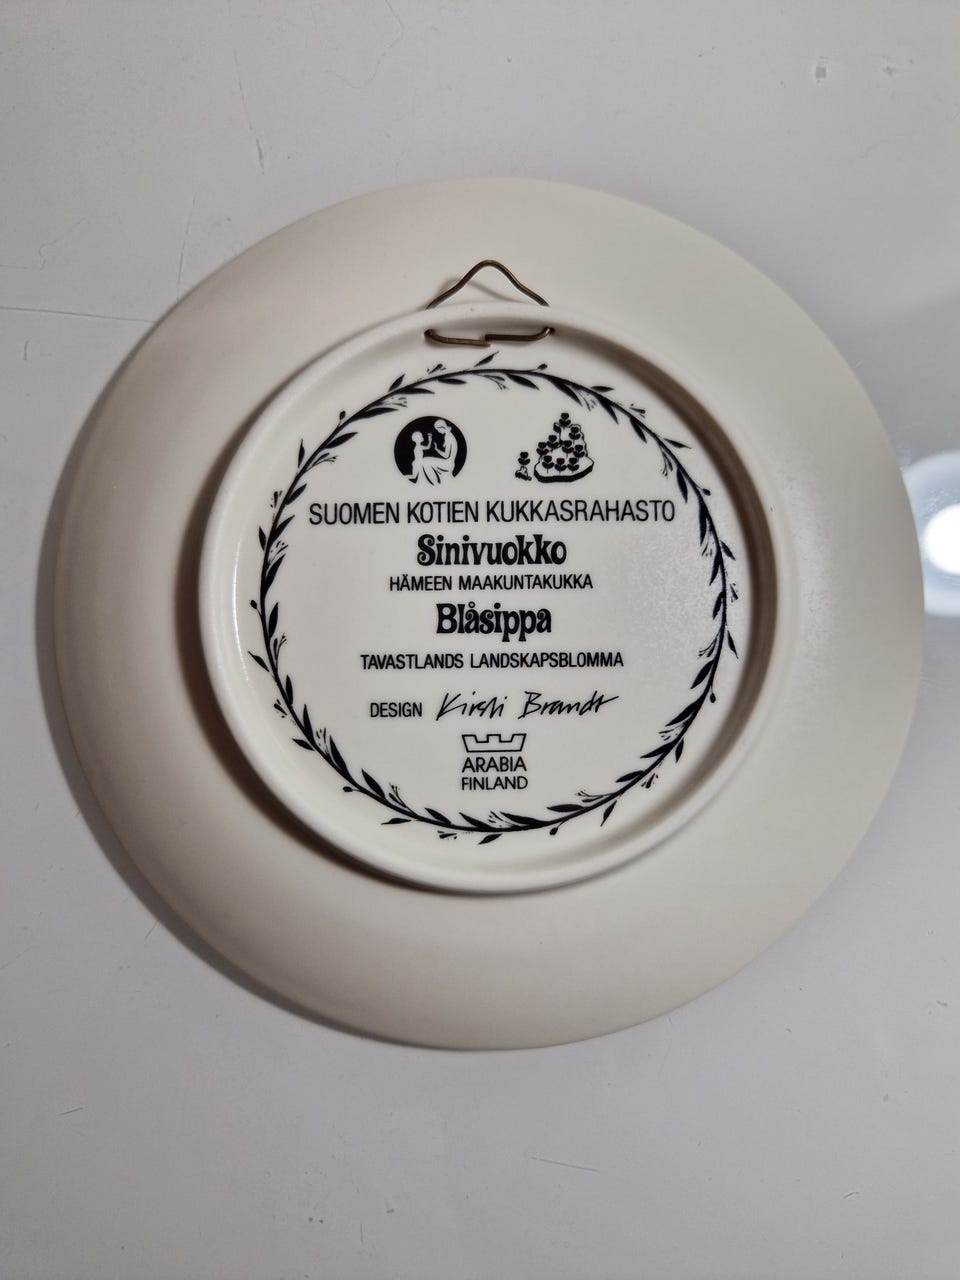 SUOMEN KOTIEN KUKKASRAHASTO
Sinivuokko
HÄMEEN MAAKUNTAKUKKA
Blåsippa
TAVASTLANDS LANDSKAPSBLOMMA
DESIGN Kirsti Brandt
ARABIA
FINLAND